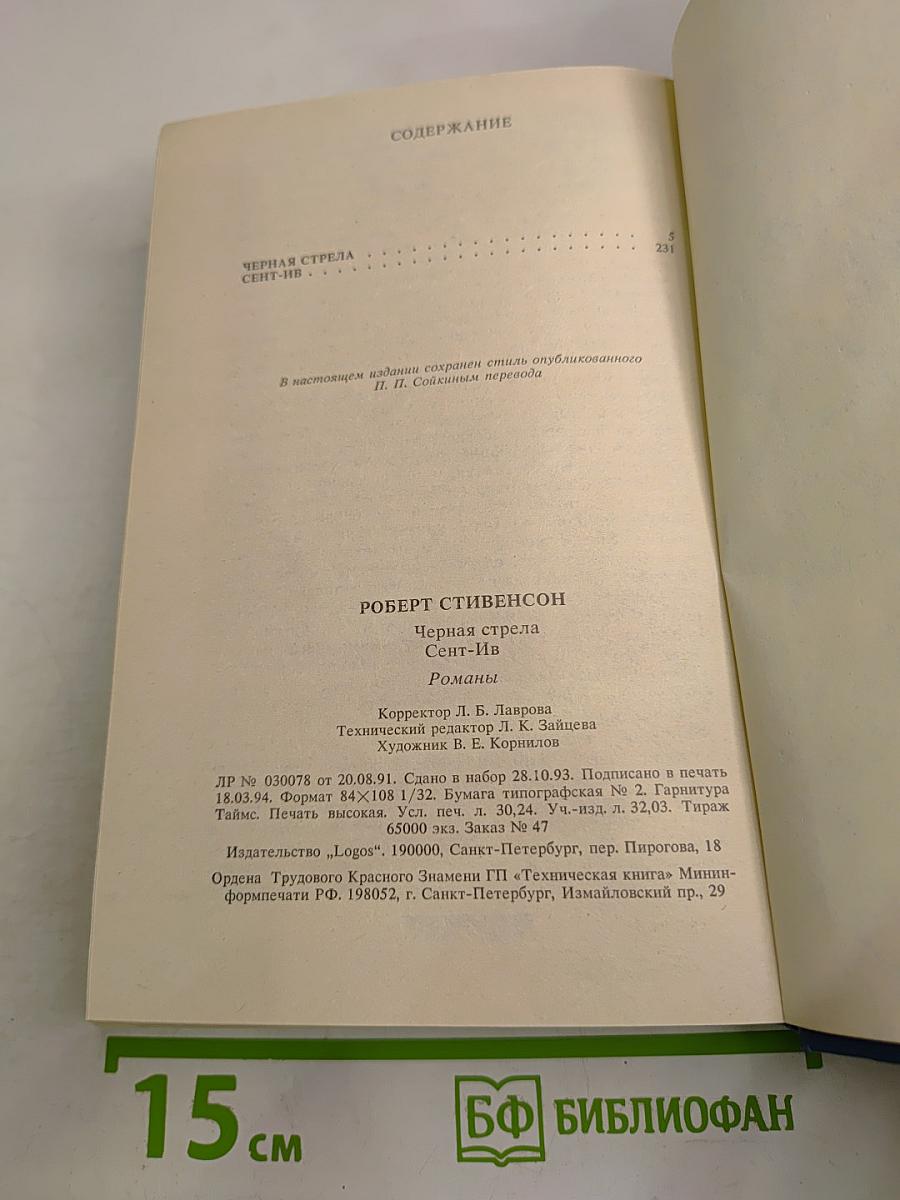 СОДЕРЖАНИЕ
ЧЕРНАЯ СТРЕЛА . . . . . . . . . . . . . . . . . . 5
СЕНТ-ИВ . . . . . . . . . . . . . . . . . . . . 231
В настоящем издании сохранен стиль опубликованного
П. П. Сойкиным перевода
РОБЕРТ СТИВЕНСОН
Черная стрела
Сент-Ив
Романы
Корректор Л. Б. Лаврова
Технический редактор Л. К. Зайцева
Художник В. Е. Корнилов
ЛР № 030078 от 20.08.91. Сдано в набор 28.10.93. Подписано в печать
18.03.94. Формат 84×108 1/32. Бумага типографская № 2. Гарнитура
Таймс. Печать высокая. Усл. печ. л. 30,24. Уч.-изд. л. 32,03. Тираж
65000 экз. Заказ № 47
Издательство „Logos“. 190000, Санкт-Петербург, пер. Пирогова, 18
Ордена Трудового Красного Знамени ГП «Техническая книга» Минин-
формпечати РФ. 198052, г. Санкт-Петербург, Измайловский пр., 29
15 см
БФ БИБЛИОФАН